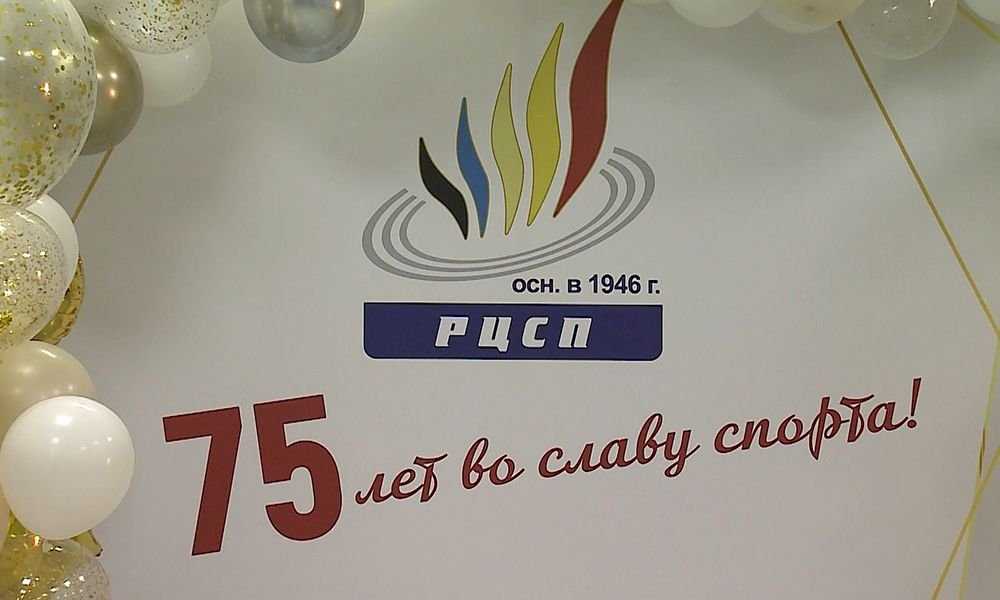 осн. в 1946 г.
РЦСП
75 лет во славу спорта!